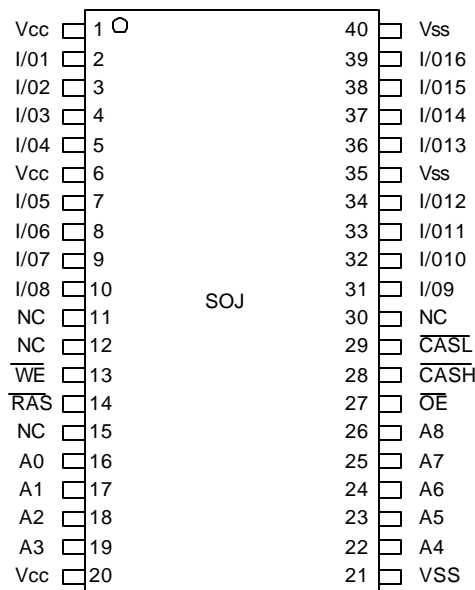 Vcc 1 40 Vss
I/01 2 39 I/016
I/02 3 38 I/015
I/03 4 37 I/014
I/04 5 36 I/013
Vcc 6 35 Vss
I/05 7 34 I/012
I/06 8 33 I/011
I/07 9 32 I/010
I/08 10 31 I/09
SOJ
NC 11 30 NC
NC 12 29 CASL
WE 13 28 CASH
RAS 14 27 OE
NC 15 26 A8
A0 16 25 A7
A1 17 24 A6
A2 18 23 A5
A3 19 22 A4
Vcc 20 21 VSS